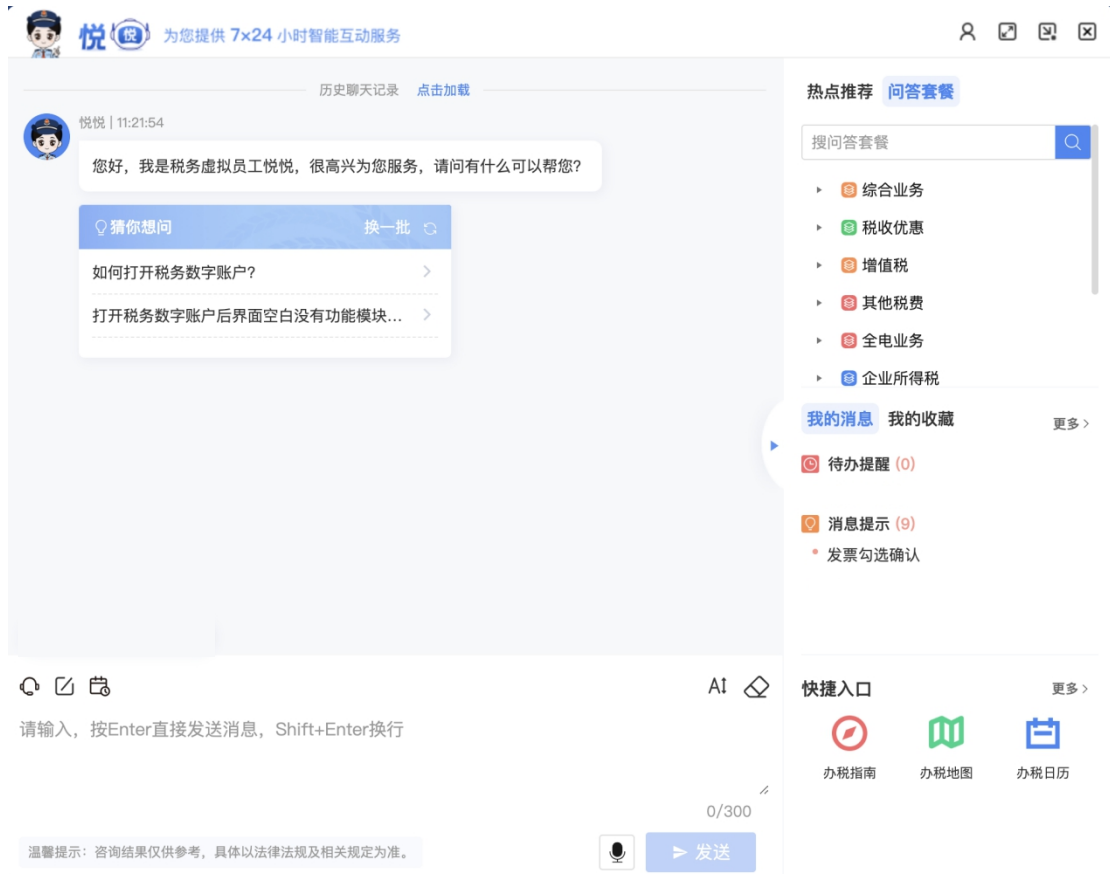 悦悦 为您提供 7×24 小时智能互动服务
历史聊天记录 点击加载
悦悦 | 11:21:54
您好，我是税务虚拟员工悦悦，很高兴为您服务，请问有什么可以帮您?
猜你想问 换一批
如何打开税务数字账户?
打开税务数字账户后界面空白没有功能模块...
请输入，按Enter直接发送消息，Shift+Enter换行
0/300
温馨提示：咨询结果仅供参考，具体以法律法规及相关规定为准。
发送
热点推荐 问答套餐
搜问答套餐
综合业务
税收优惠
增值税
其他税费
全电业务
企业所得税
我的消息 我的收藏 更多
待办提醒 (0)
消息提示 (9)
发票勾选确认
快捷入口 更多
办税指南 办税地图 办税日历